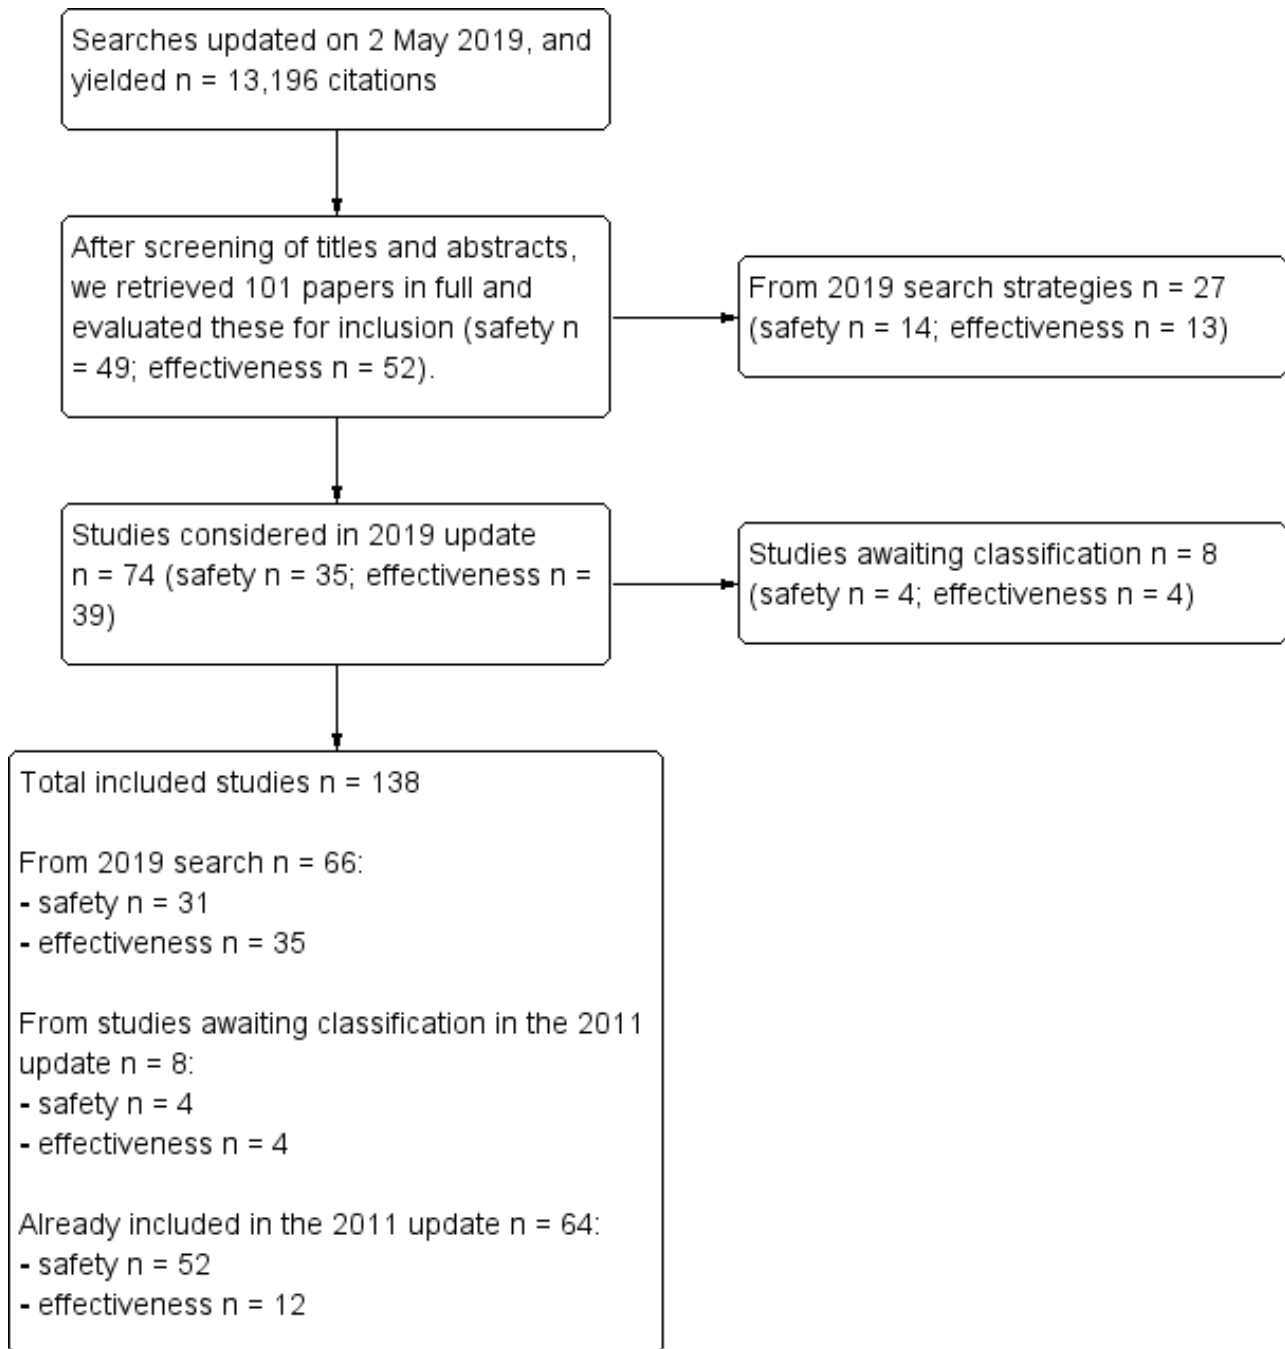 Searches updated on 2 May 2019, and
yielded n = 13,196 citations
After screening of titles and abstracts,
we retrieved 101 papers in full and
evaluated these for inclusion (safety n
= 49; effectiveness n = 52).
From 2019 search strategies n = 27
(safety n = 14; effectiveness n = 13)
Studies considered in 2019 update
n = 74 (safety n = 35; effectiveness n =
39)
Studies awaiting classification n = 8
(safety n = 4; effectiveness n = 4)
Total included studies n = 138
From 2019 search n = 66:
- safety n = 31
- effectiveness n = 35
From studies awaiting classification in the 2011
update n = 8:
- safety n = 4
- effectiveness n = 4
Already included in the 2011 update n = 64:
- safety n = 52
- effectiveness n = 12